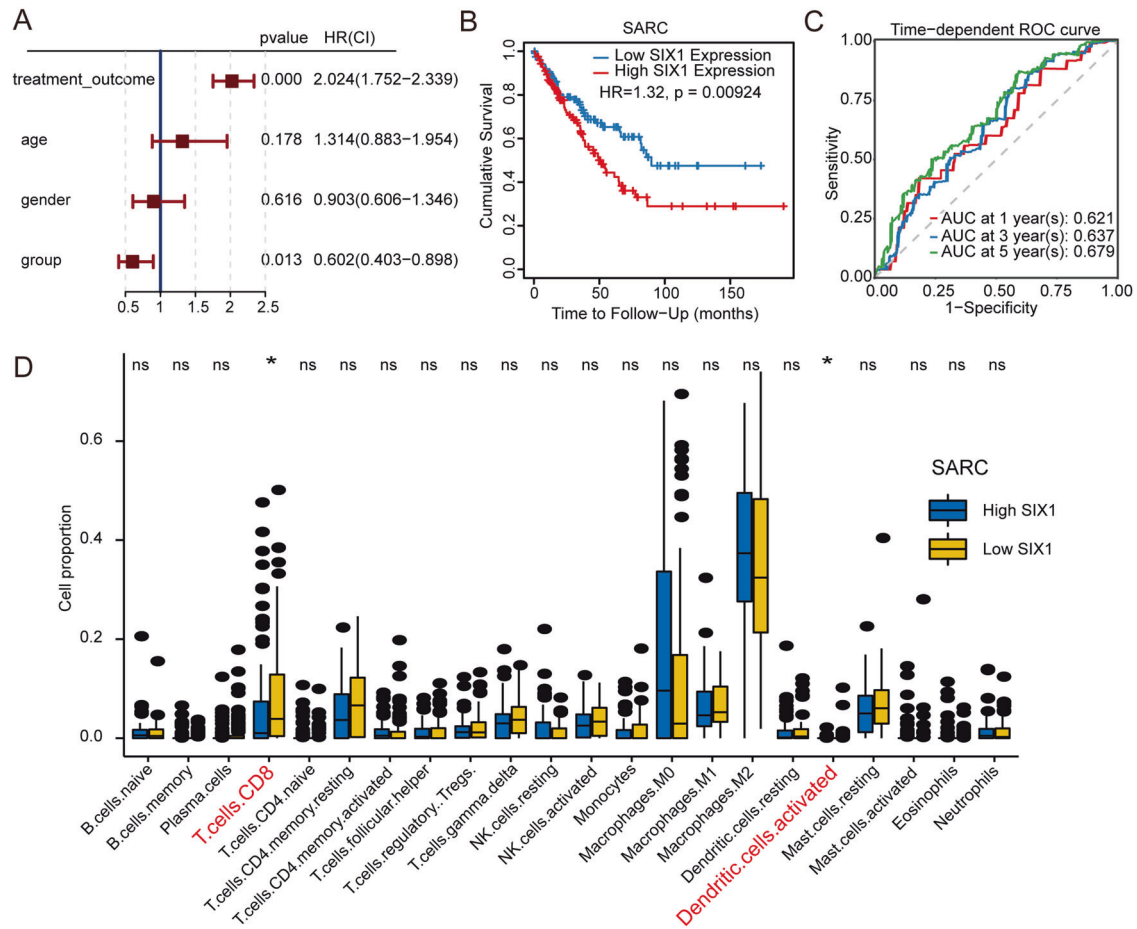 A
pvalue HR(CI)
treatment_outcome 0.000 2.024(1.752−2.339)
age 0.178 1.314(0.883−1.954)
gender 0.616 0.903(0.606−1.346)
group 0.013 0.602(0.403−0.898)
0.5 1 1.5 2 2.5
B
SARC
Low SIX1 Expression
High SIX1 Expression
HR=1.32, p = 0.00924
Cumulative Survival
1.0
0.8
0.6
0.4
0.2
0.0
0 50 100 150
Time to Follow−Up (months)
C
Time−dependent ROC curve
Sensitivity
1.00
0.75
0.50
0.25
0.00
AUC at 1 year(s): 0.621
AUC at 3 year(s): 0.637
AUC at 5 year(s): 0.679
0.00 0.25 0.50 0.75 1.00
1−Specificity
D
ns ns ns * ns ns ns ns ns ns ns ns ns ns ns ns ns * ns ns ns ns
Cell proportion
0.6
0.4
0.2
0.0
SARC
High SIX1
Low SIX1
B.cells.naive
B.cells.memory
Plasma.cells
T.cells.CD8
T.cells.CD4.naive
T.cells.CD4.memory.resting
T.cells.CD4.memory.activated
T.cells.follicular.helper
T.cells.regulatory..Tregs.
T.cells.gamma.delta
NK.cells.resting
NK.cells.activated
Monocytes
Macrophages.M0
Macrophages.M1
Macrophages.M2
Dendritic.cells.resting
Dendritic.cells.activated
Mast.cells.resting
Mast.cells.activated
Eosinophils
Neutrophils